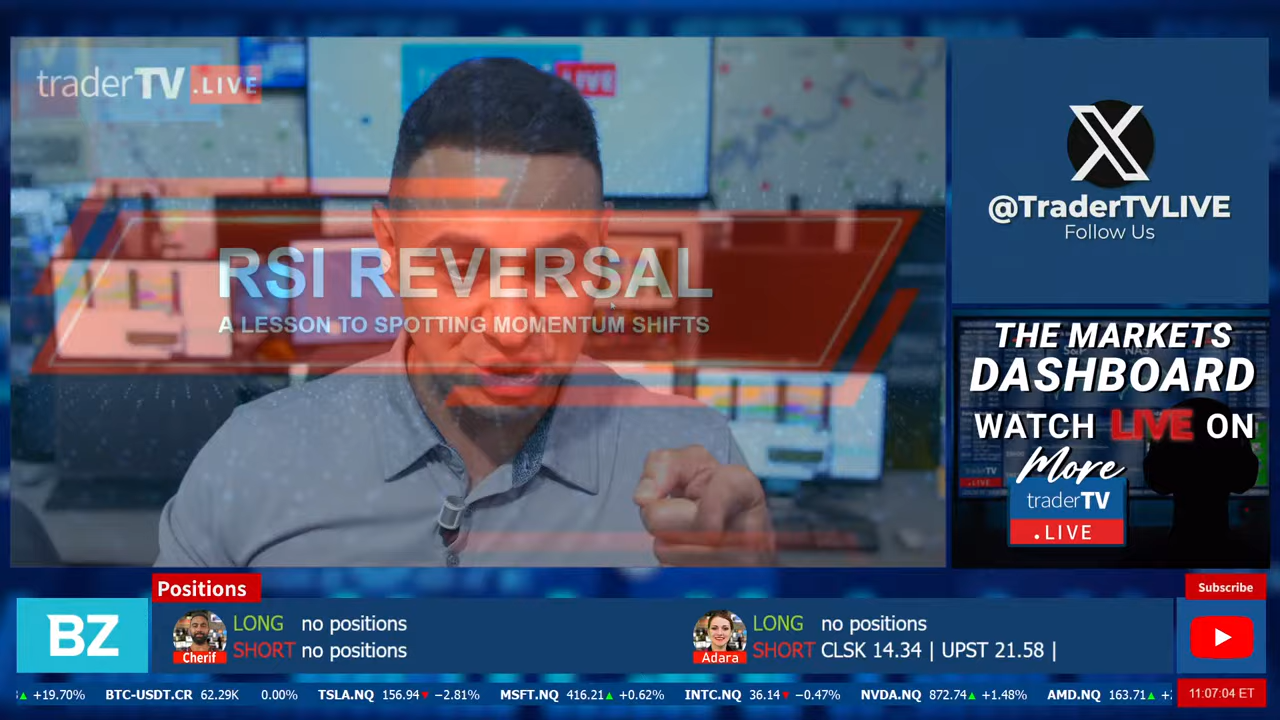 traderTV.LIVE
LIVE
RSI REVERSAL
A LESSON TO SPOTTING MOMENTUM SHIFTS
@TraderTVLIVE
Follow Us
THE MARKETS
DASHBOARD
WATCH LIVE ON
More
traderTV
.LIVE
Positions
Subscribe
BZ
Cherif
LONG no positions
SHORT no positions
Adara
LONG no positions
SHORT CLSK 14.34 | UPST 21.58 |
+19.70% BTC-USDT.CR 62.29K 0.00% TSLA.NQ 156.94 -2.81% MSFT.NQ 416.21 +0.62% INTC.NQ 36.14 -0.47% NVDA.NQ 872.74 +1.48% AMD.NQ 163.71
11:07:04 ET